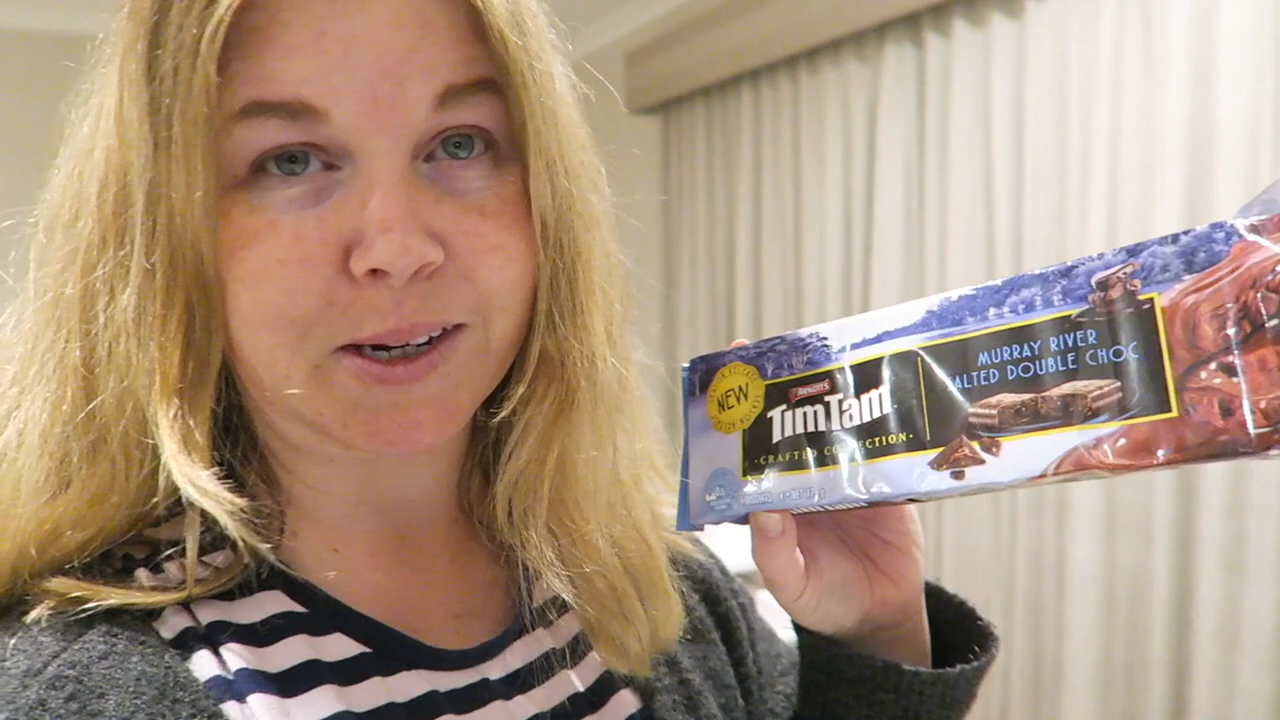 NEW
ARNOTT'S
TimTam
·CRAFTED COLLECTION·
MURRAY RIVER
SALTED DOUBLE CHOC